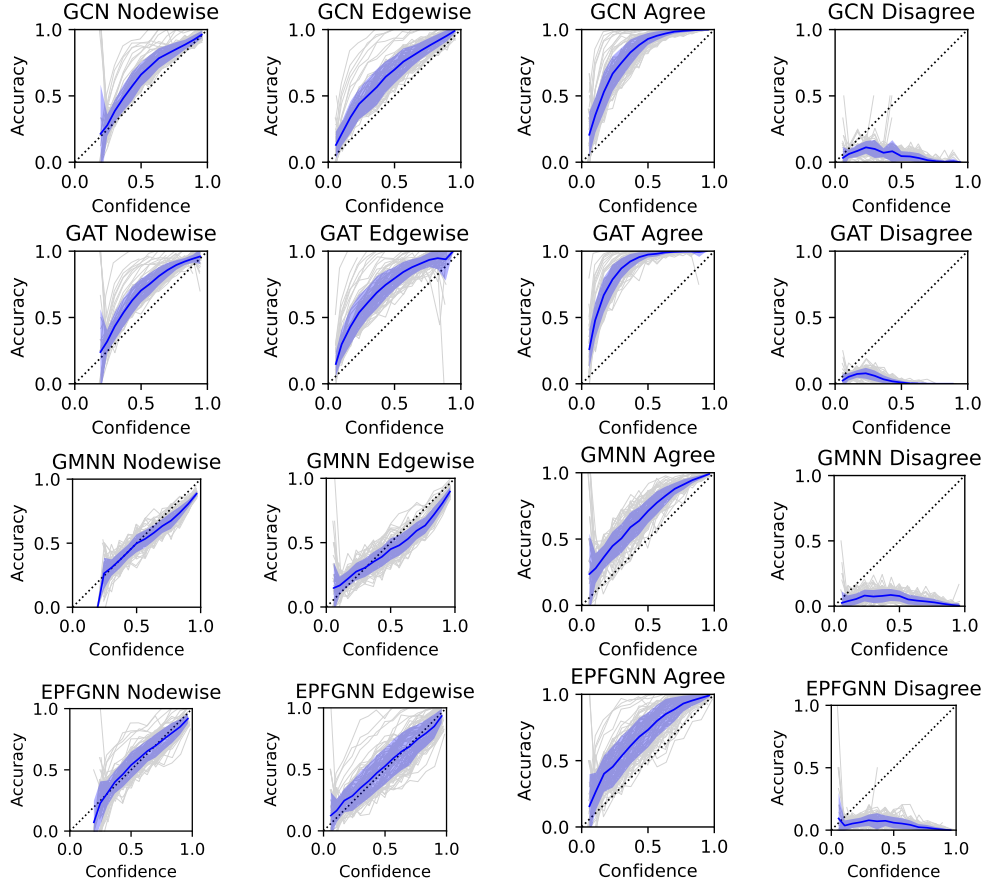 GCN Nodewise
GCN Edgewise
GCN Agree
GCN Disagree
1.0
0.5
0.0
Accuracy
0.0 0.5 1.0
Confidence
1.0
0.5
0.0
Accuracy
0.0 0.5 1.0
Confidence
1.0
0.5
0.0
Accuracy
0.0 0.5 1.0
Confidence
1.0
0.5
0.0
Accuracy
0.0 0.5 1.0
Confidence
GAT Nodewise
GAT Edgewise
GAT Agree
GAT Disagree
1.0
0.5
0.0
Accuracy
0.0 0.5 1.0
Confidence
1.0
0.5
0.0
Accuracy
0.0 0.5 1.0
Confidence
1.0
0.5
0.0
Accuracy
0.0 0.5 1.0
Confidence
1.0
0.5
0.0
Accuracy
0.0 0.5 1.0
Confidence
GMNN Nodewise
GMNN Edgewise
GMNN Agree
GMNN Disagree
1.0
0.5
0.0
Accuracy
0.0 0.5 1.0
Confidence
1.0
0.5
0.0
Accuracy
0.0 0.5 1.0
Confidence
1.0
0.5
0.0
Accuracy
0.0 0.5 1.0
Confidence
1.0
0.5
0.0
Accuracy
0.0 0.5 1.0
Confidence
EPFGNN Nodewise
EPFGNN Edgewise
EPFGNN Agree
EPFGNN Disagree
1.0
0.5
0.0
Accuracy
0.0 0.5 1.0
Confidence
1.0
0.5
0.0
Accuracy
0.0 0.5 1.0
Confidence
1.0
0.5
0.0
Accuracy
0.0 0.5 1.0
Confidence
1.0
0.5
0.0
Accuracy
0.0 0.5 1.0
Confidence